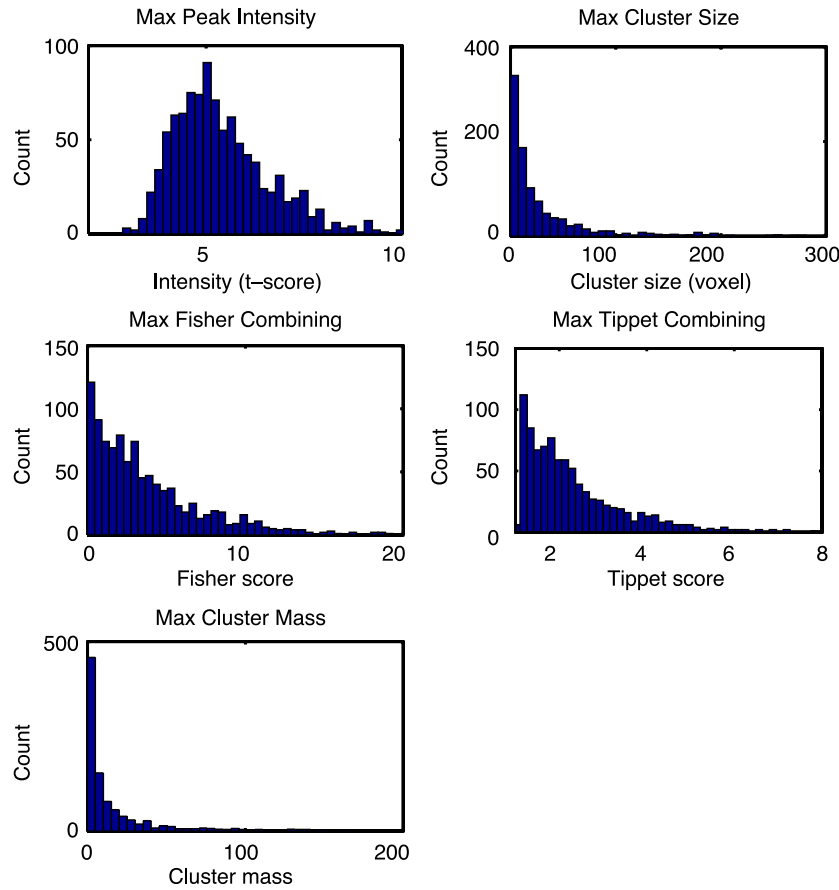 Max Peak Intensity
100
50
0
Count
5
10
Intensity (t–score)
Max Cluster Size
400
200
0
Count
0
100
200
300
Cluster size (voxel)
Max Fisher Combining
150
100
50
0
Count
0
10
20
Fisher score
Max Tippet Combining
150
100
50
0
Count
2
4
6
8
Tippet score
Max Cluster Mass
500
0
Count
0
100
200
Cluster mass